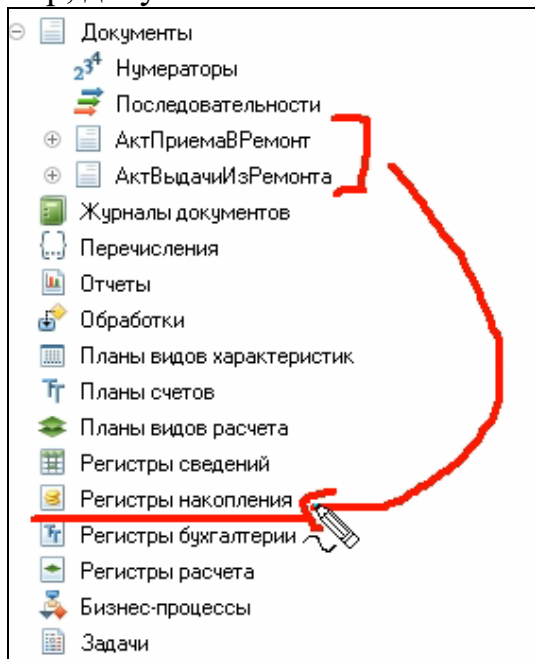 Документы
Нумераторы
Последовательности
АктПриемаВРемонт
АктВыдачиИзРемонта
Журналы документов
Перечисления
Отчеты
Обработки
Планы видов характеристик
Планы счетов
Планы видов расчета
Регистры сведений
Регистры накопления
Регистры бухгалтерии
Регистры расчета
Бизнес-процессы
Задачи